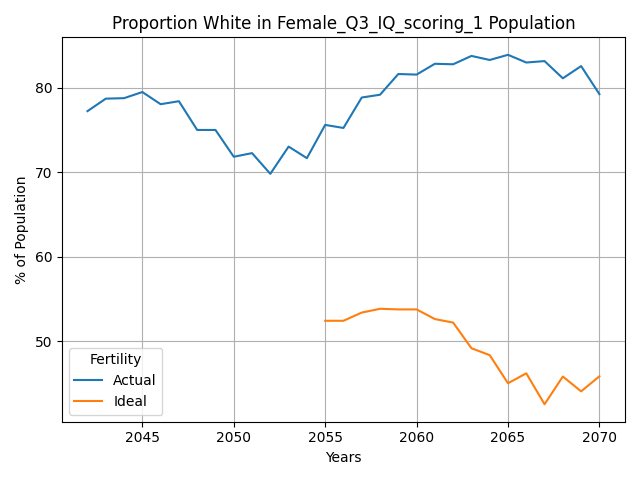 Proportion White in Female_Q3_IQ_scoring_1 Population
% of Population
80
70
60
50
Fertility
Actual
Ideal
2045 2050 2055 2060 2065 2070
Years